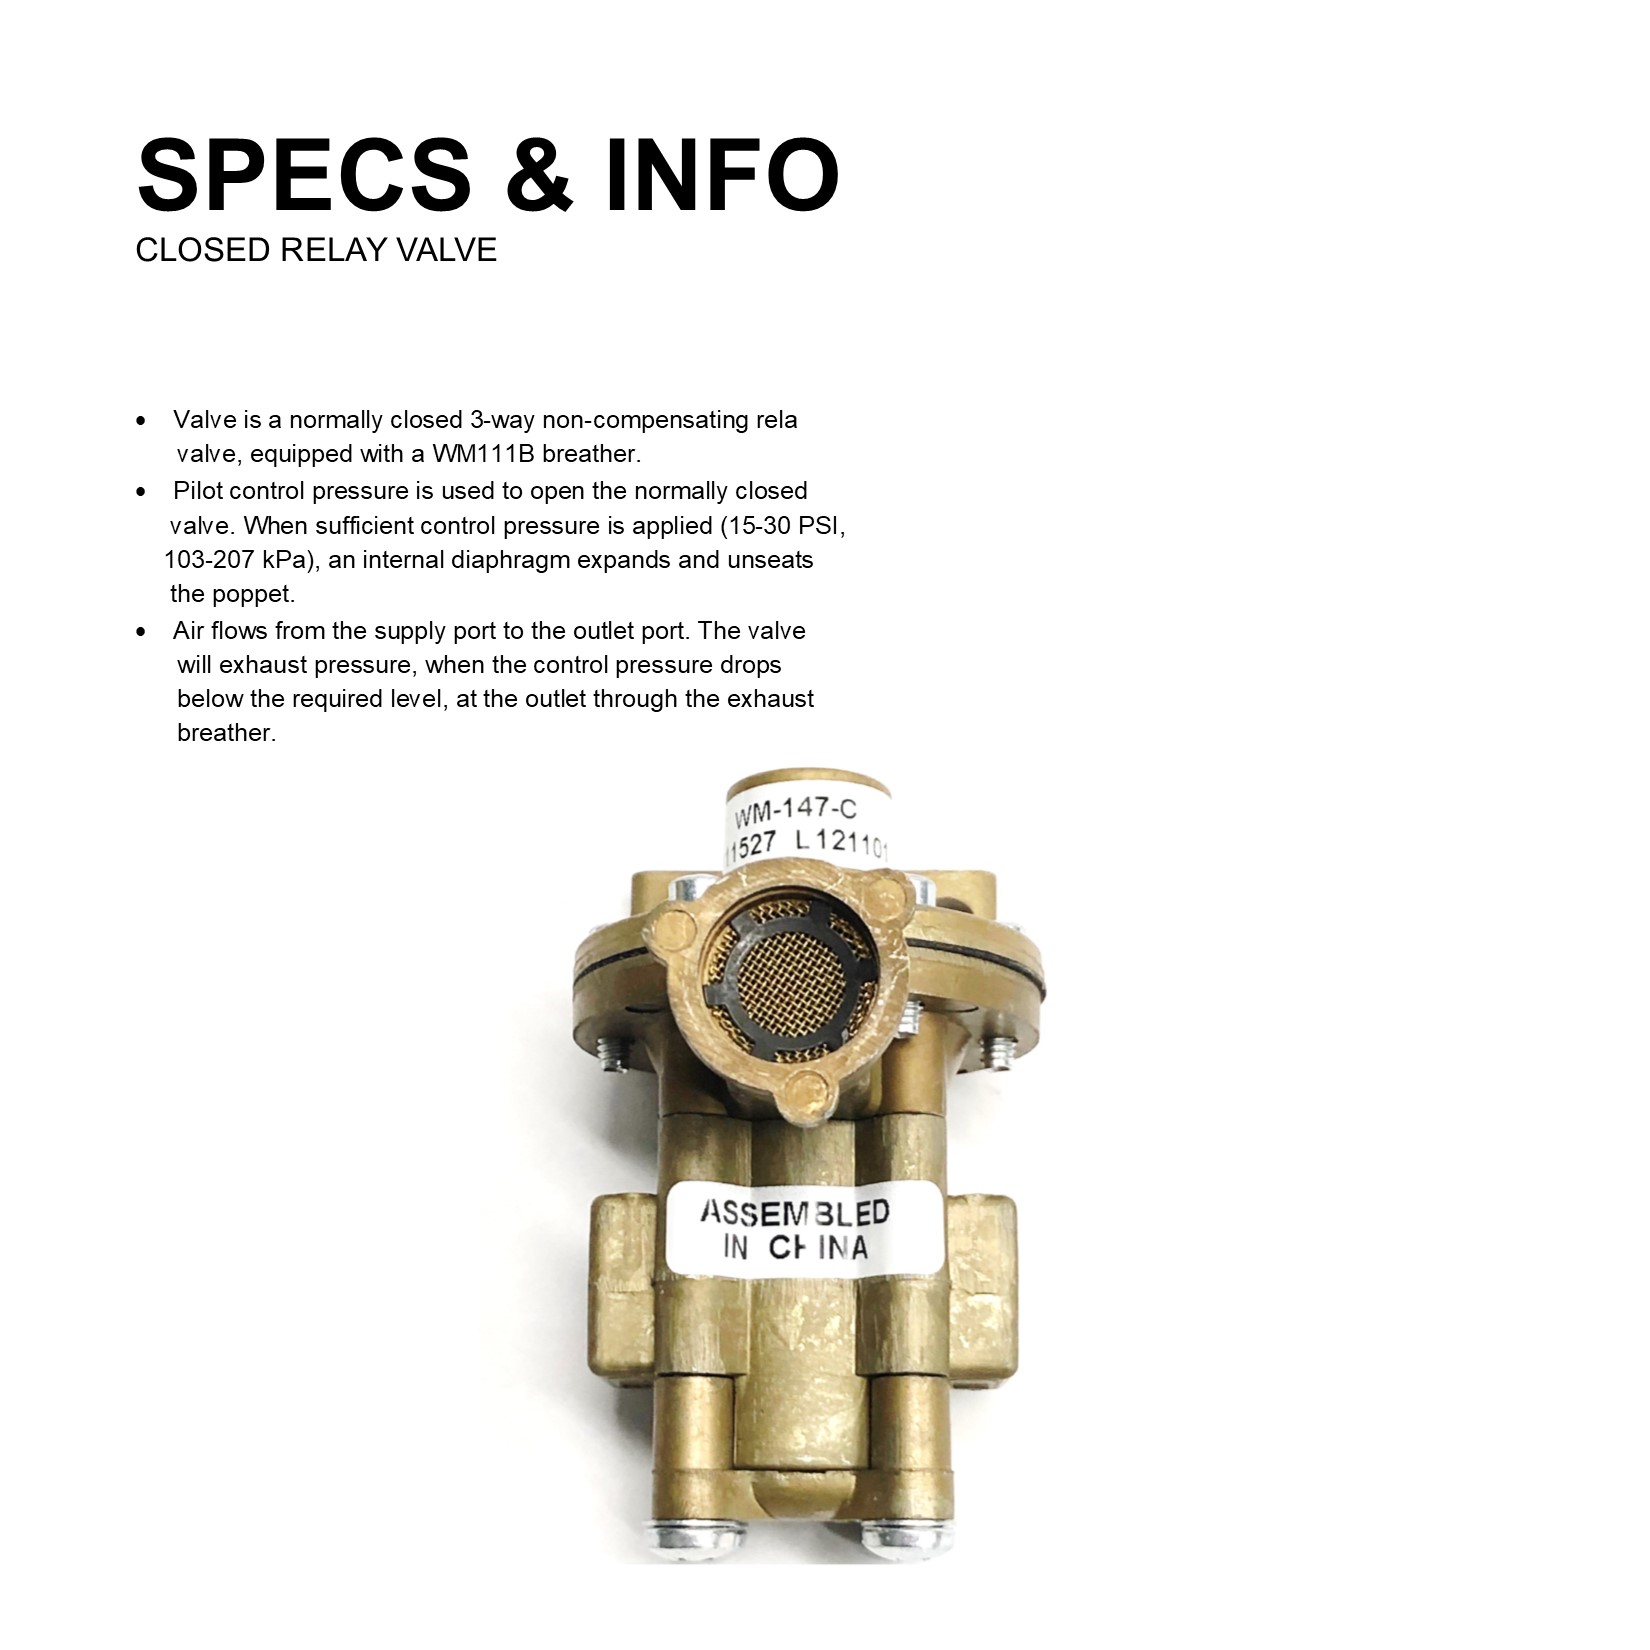 SPECS & INFO
CLOSED RELAY VALVE
• Valve is a normally closed 3-way non-compensating rela
valve, equipped with a WM111B breather.
• Pilot control pressure is used to open the normally closed
valve. When sufficient control pressure is applied (15-30 PSI,
103-207 kPa), an internal diaphragm expands and unseats
the poppet.
• Air flows from the supply port to the outlet port. The valve
will exhaust pressure, when the control pressure drops
below the required level, at the outlet through the exhaust
breather.
WM-147-C
11527 L121101
ASSEMBLED
IN CHINA